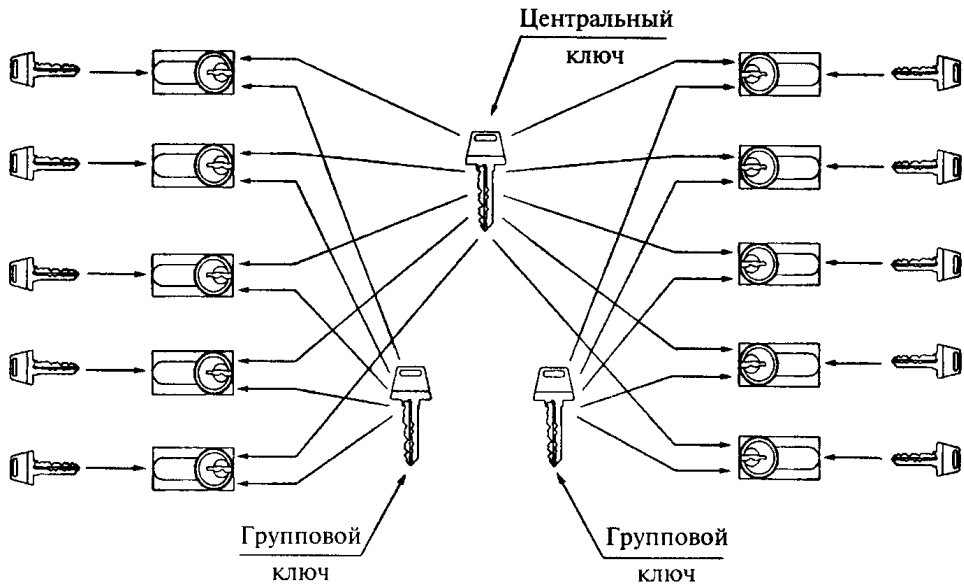 Центральный
ключ
Групповой
ключ
Групповой
ключ